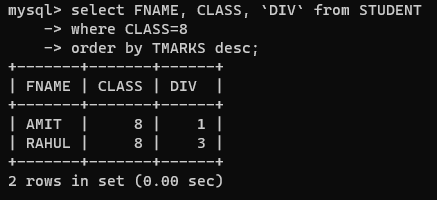 mysql> select FNAME, CLASS, `DIV` from STUDENT
    -> where CLASS=8
    -> order by TMARKS desc;
+-------+-------+------+
| FNAME | CLASS | DIV  |
+-------+-------+------+
| AMIT  |     8 |    1 |
| RAHUL |     8 |    3 |
+-------+-------+------+
2 rows in set (0.00 sec)